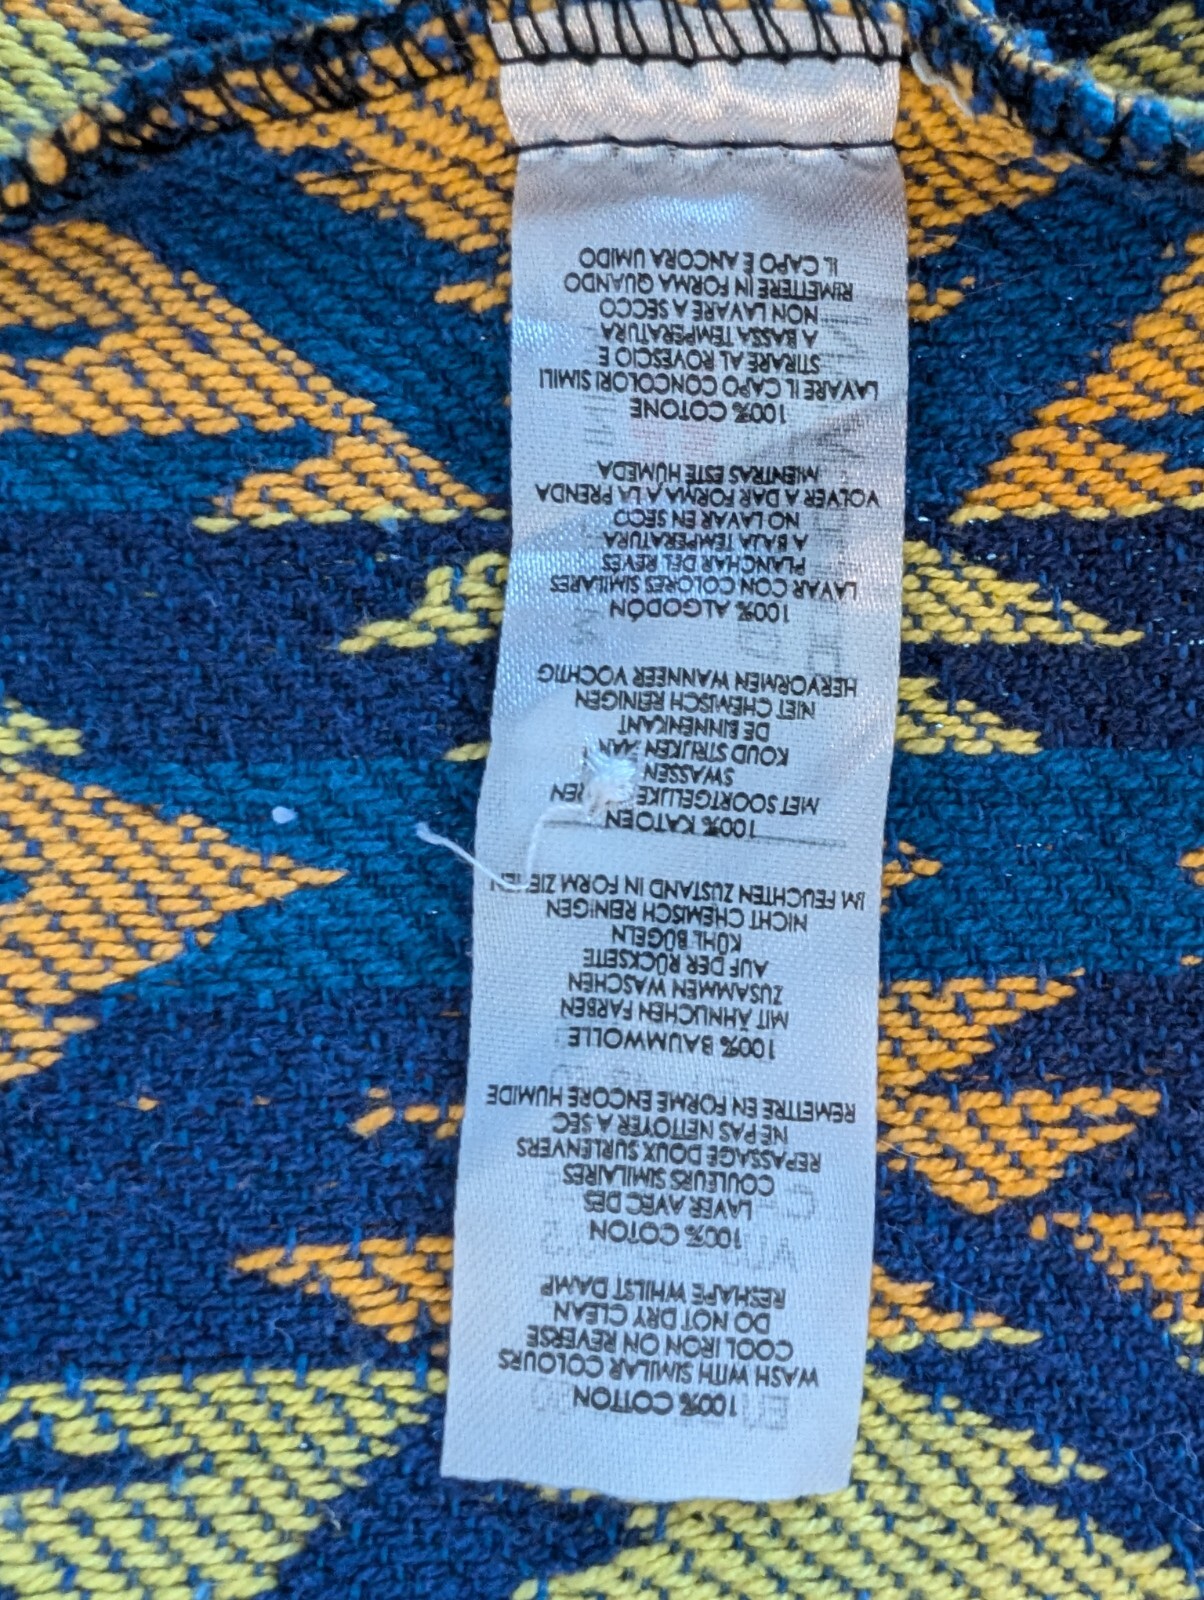 100% COTTON
WASH WITH SIMILAR COLOURS
COOL IRON ON REVERSE
DO NOT DRY CLEAN
RESHAPE WHILST DAMP
100% COTON
LAVER AVEC DES
COULEURS SIMILAIRES
REPASSAGE DOUX SURLENVERS
NE PAS NETTOYER A SEC
REMETTRE EN FORME ENCORE HUMIDE
100% BAUMWOLLE
MIT ÄHNLICHEN FARBEN
ZUSAMMEN WASCHEN
AUF DER RÜCKSEITE
KÜHL BÜGELN
NICHT CHEMISCH REINIGEN
IM FEUCHTEN ZUSTAND IN FORM ZIEHEN
100% KATOEN
MET SOORTGELIJKE
SWASSEN
KOUD STRIJKEN AAN
DE BINNENKANT
NIET CHEMISCH REINIGEN
HERVORMEN WANNEER VOCHTIG
100% ALGODÓN
LAVAR CON COLORES SIMILARES
PLANCHAR DEL REVÉS
A BAJA TEMPERATURA
NO LAVAR EN SECO
VOLVER A DAR FORMA A LA PRENDA
MIENTRAS ESTE HUMEDA
100% COTONE
LAVARE IL CAPO CONCOLORI SIMILI
STIRARE AL ROVESCIO E
A BASSA TEMPERATURA
NON LAVARE A SECCO
RIMETTERE IN FORMA QUANDO
IL CAPO E ANCORA UMIDO